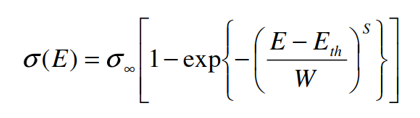 σ(E) = σ∞[1 − exp{−((E − Eth)/W)^S}]